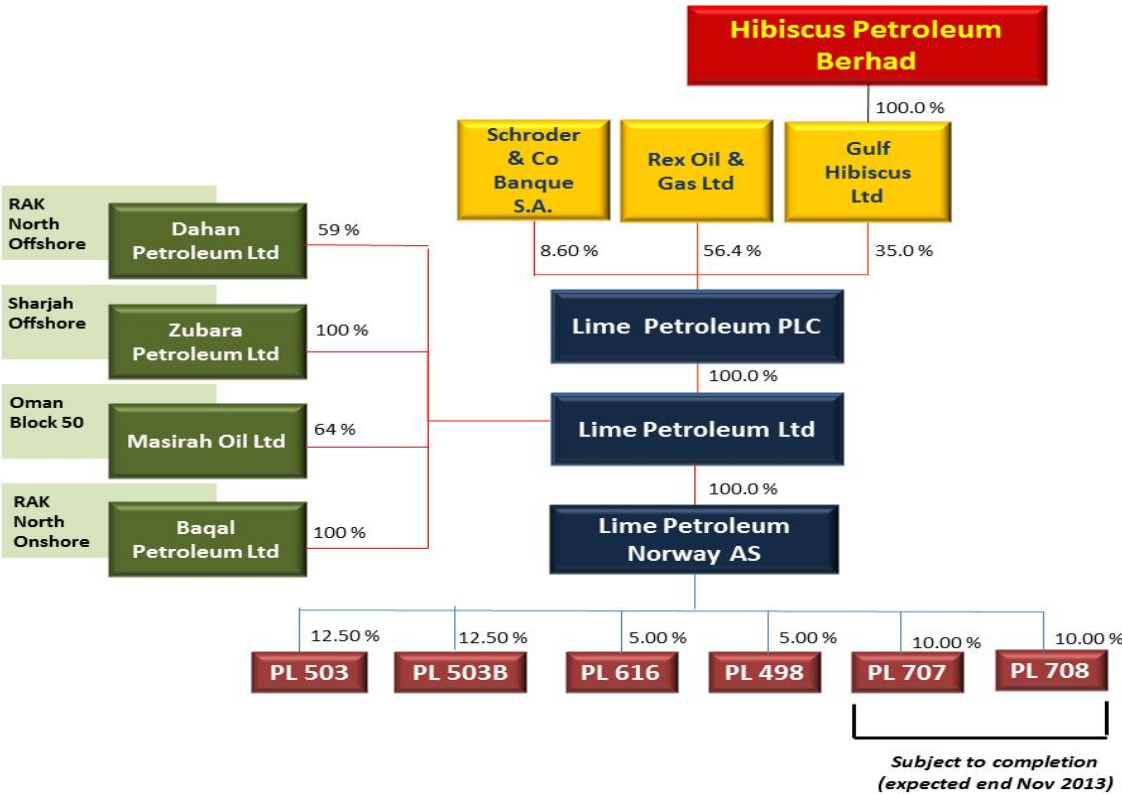 Hibiscus Petroleum
Berhad
100.0 %
Schroder
& Co
Banque
S.A.
Rex Oil &
Gas Ltd
Gulf
Hibiscus
Ltd
8.60 %
56.4 %
35.0 %
RAK
North
Offshore
Dahan
Petroleum Ltd
59 %
Sharjah
Offshore
Zubara
Petroleum Ltd
100 %
Oman
Block 50
Masirah Oil Ltd
64 %
RAK
North
Onshore
Baqal
Petroleum Ltd
100 %
Lime Petroleum PLC
100.0 %
Lime Petroleum Ltd
100.0 %
Lime Petroleum
Norway AS
12.50 %
12.50 %
5.00 %
5.00 %
10.00 %
10.00 %
PL 503
PL 503B
PL 616
PL 498
PL 707
PL 708
Subject to completion
(expected end Nov 2013)